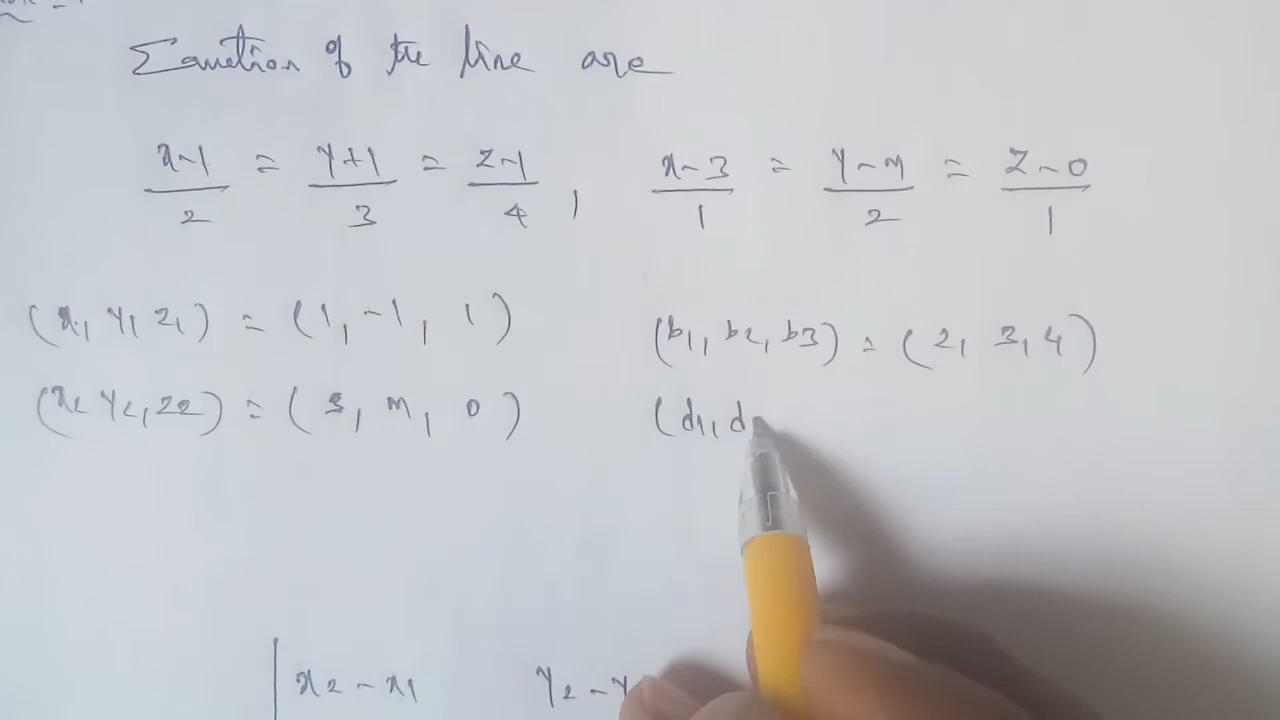 Equation of the line are
x-1/2 = y+1/3 = z-1/4 , x-3/1 = y-m/2 = z-0/1
(x1, y1, z1) = (1, -1, 1) (b1, b2, b3) = (2, 3, 4)
(x2 y2, z2) = (3, m, 0) (d1, d
x2 - x1 y2 - y